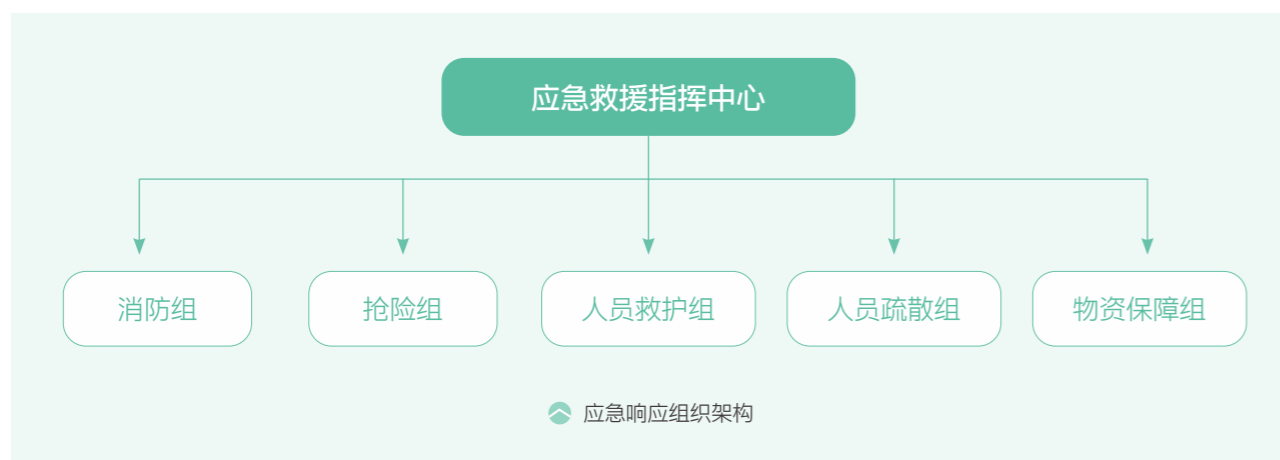 应急救援指挥中心
消防组
抢险组
人员救护组
人员疏散组
物资保障组
应急响应组织架构